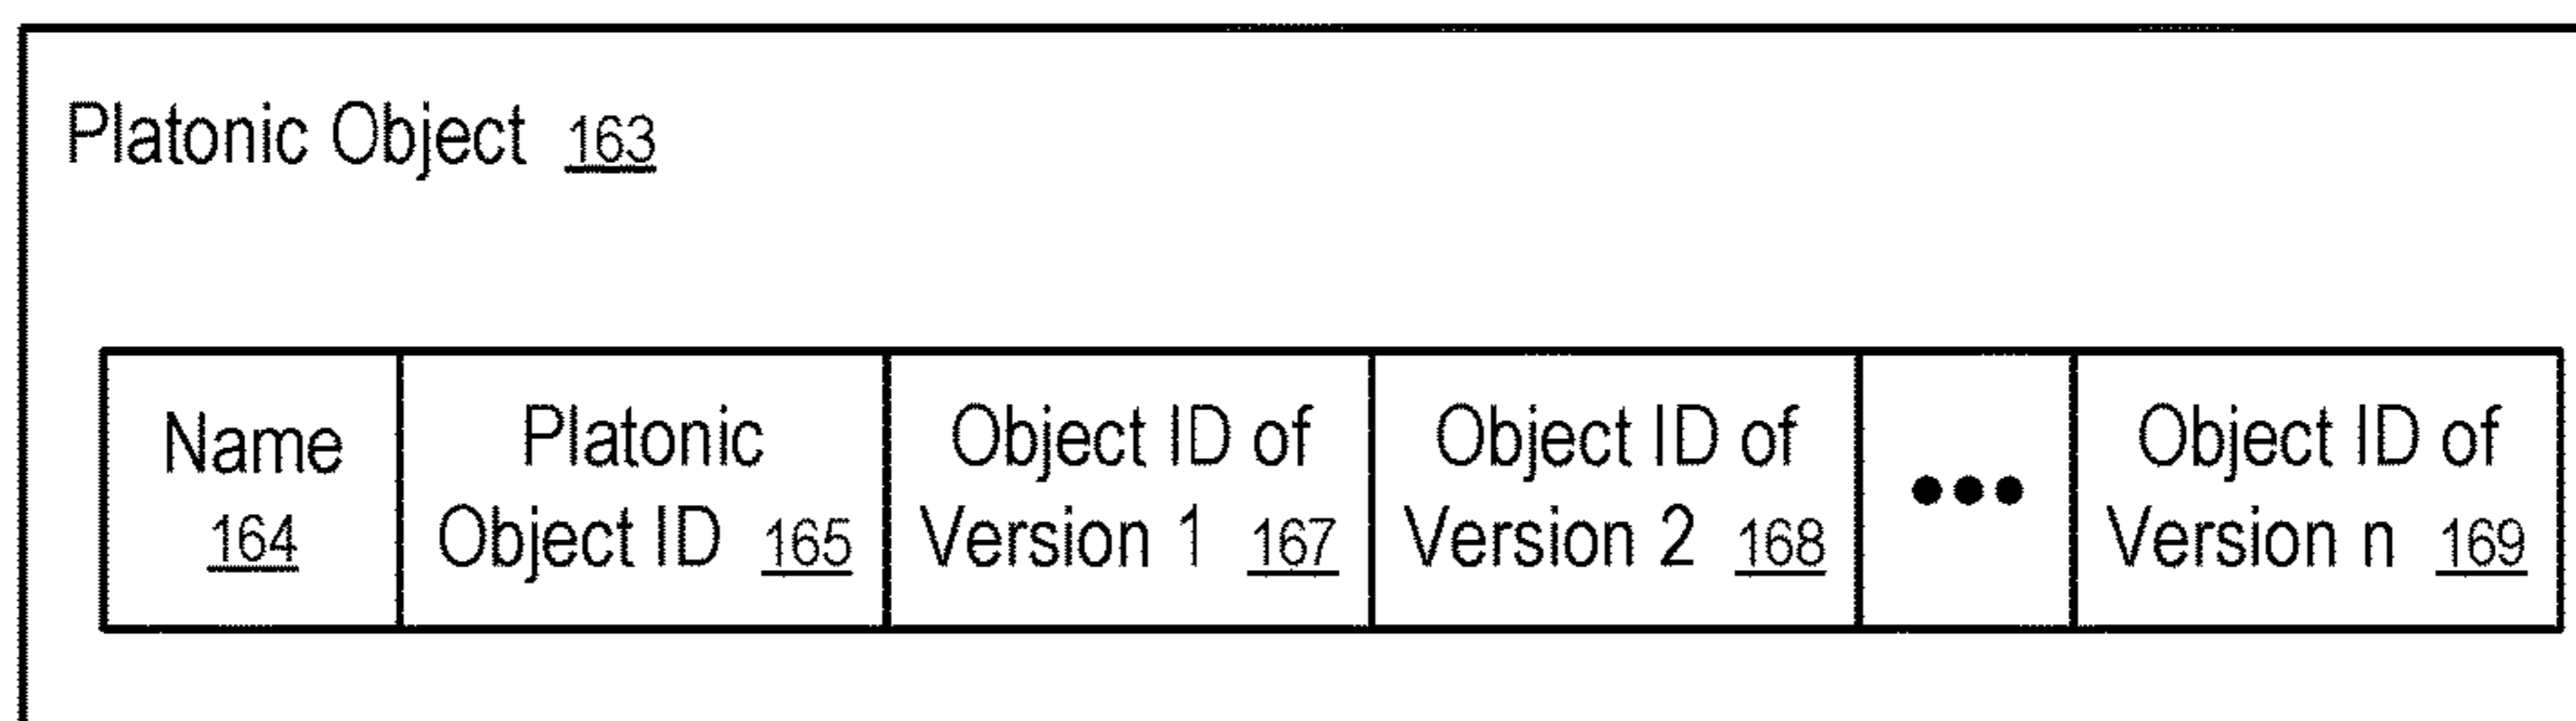 Platonic Object 163
Name
164
Platonic
Object ID 165
Object ID of
Version 1 167
Object ID of
Version 2 168
•••
Object ID of
Version n 169